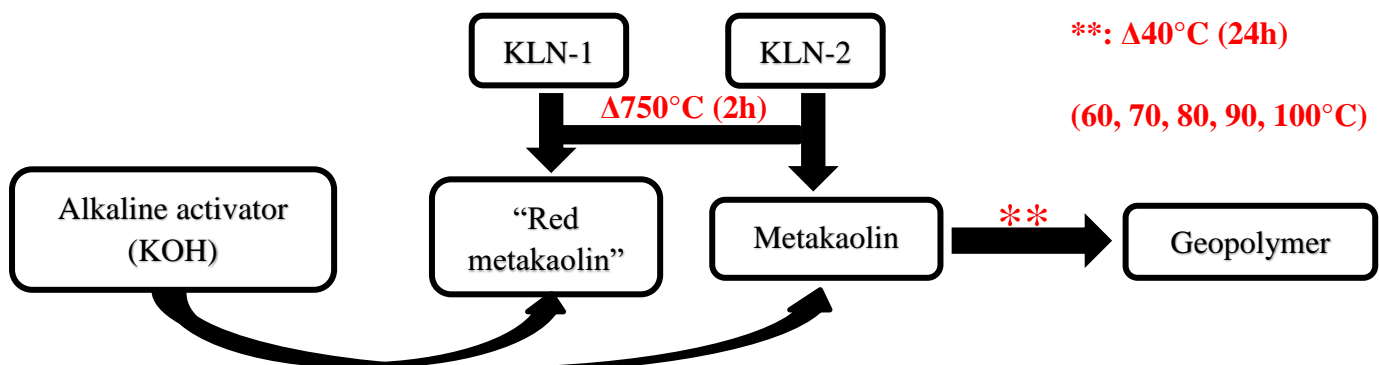 KLN-1
KLN-2
**: Δ40°C (24h)
Δ750°C (2h)
(60, 70, 80, 90, 100°C)
Alkaline activator
(KOH)
“Red
metakaolin”
Metakaolin
**
Geopolymer